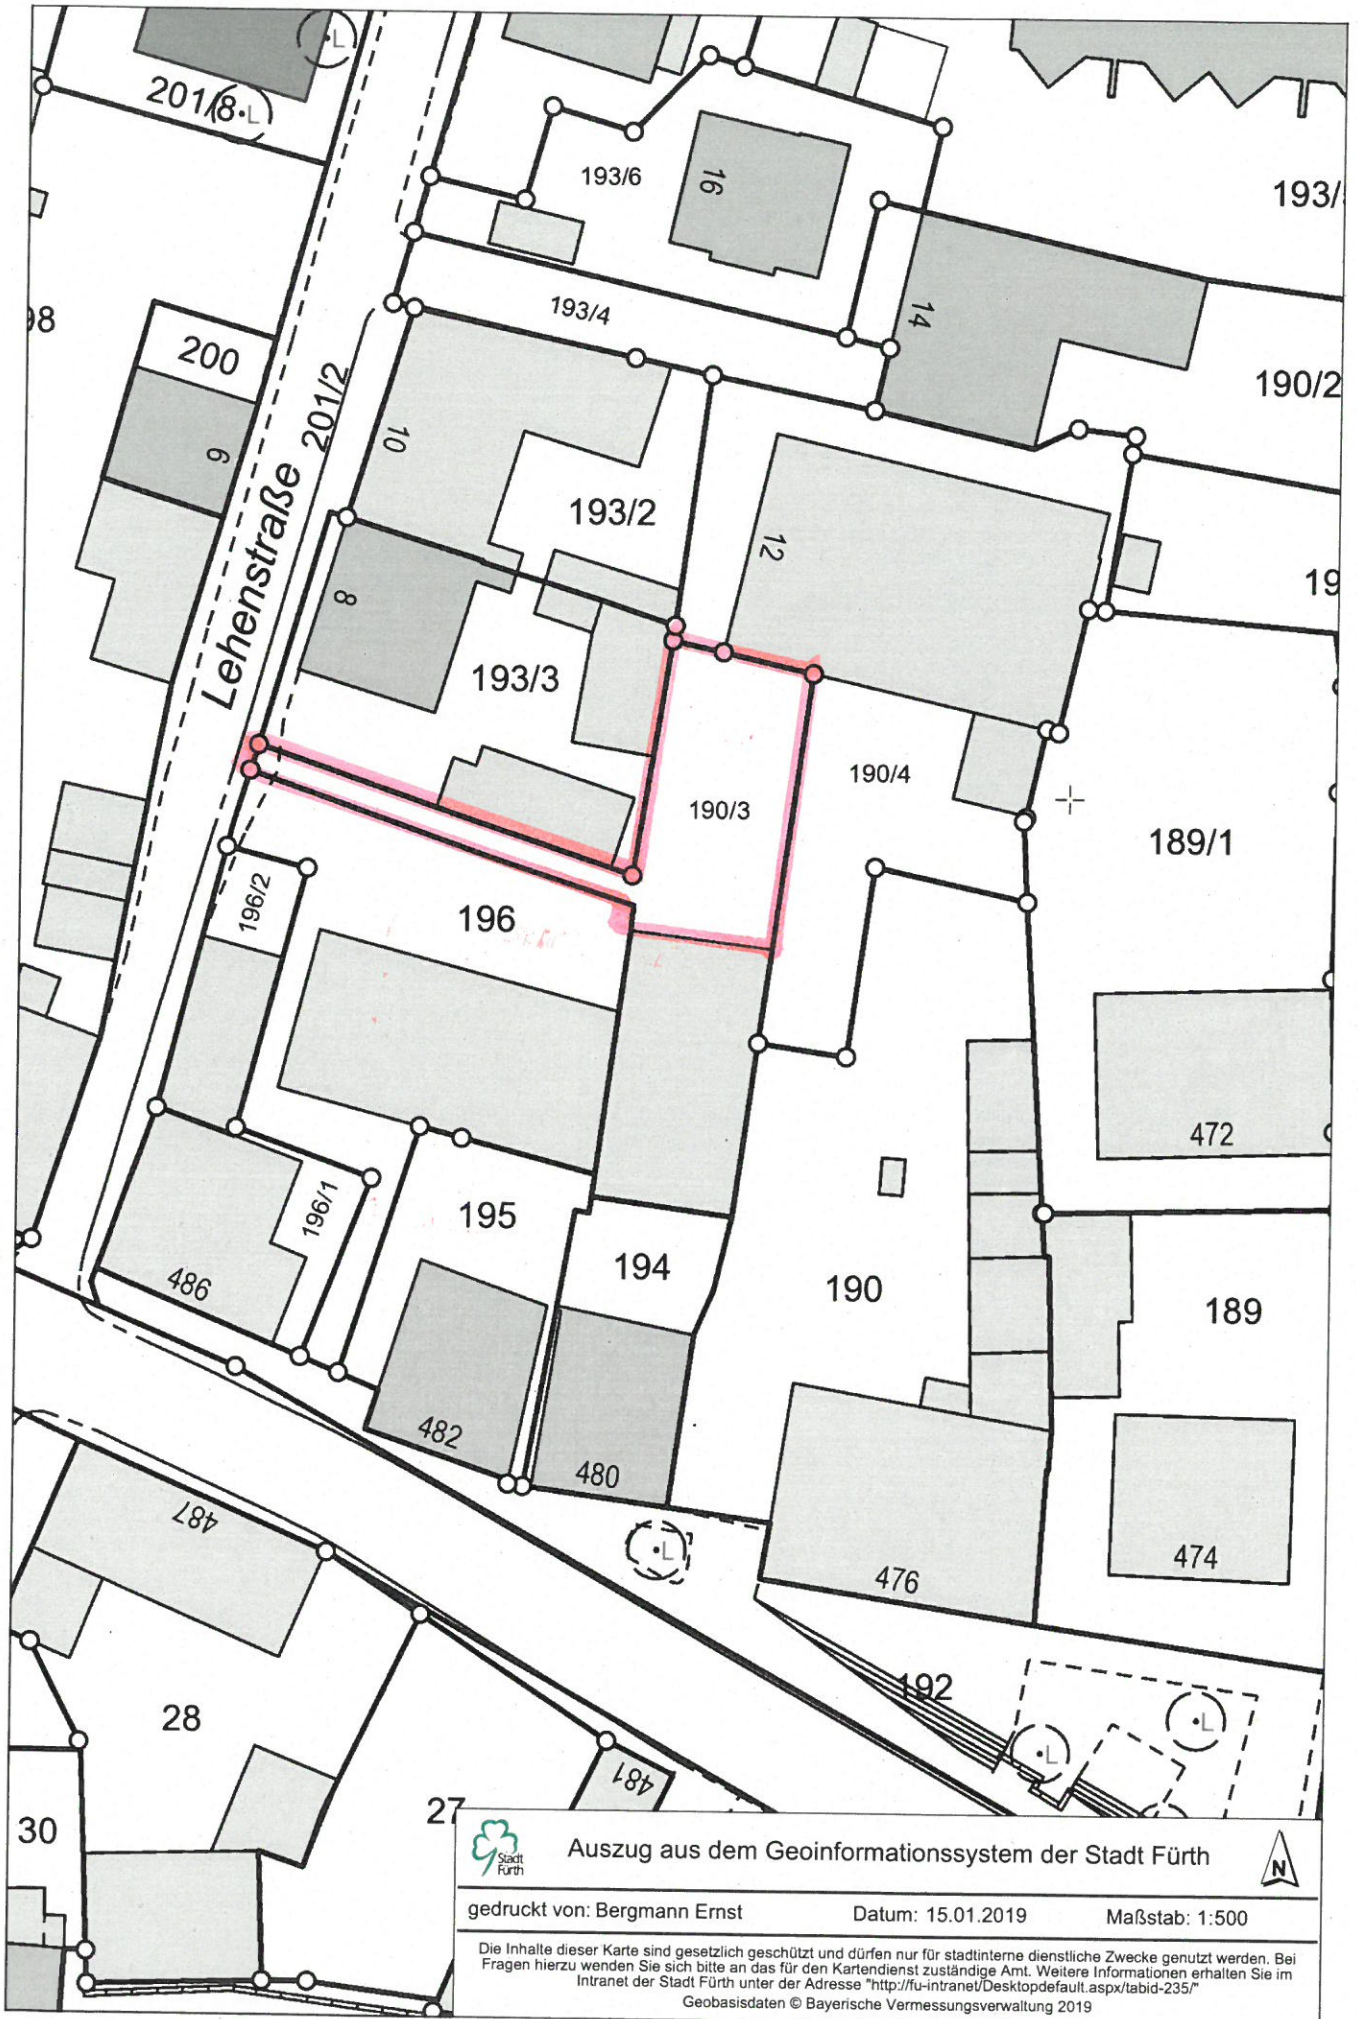 L
201/8
L
193/6
16
193/
14
193/4
98
200
201/2
190/2
6
10
Lehenstraße
193/2
12
19
8
193/3
190/4
190/3
189/1
196/2
196
472
196/1
195
194
190
189
486
482
480
487
L
476
474
192
L
L
28
481
27
30
Stadt
Fürth
Auszug aus dem Geoinformationssystem der Stadt Fürth
N
gedruckt von: Bergmann Ernst Datum: 15.01.2019 Maßstab: 1:500
Die Inhalte dieser Karte sind gesetzlich geschützt und dürfen nur für stadtinterne dienstliche Zwecke genutzt werden. Bei
Fragen hierzu wenden Sie sich bitte an das für den Kartendienst zuständige Amt. Weitere Informationen erhalten Sie im
Intranet der Stadt Fürth unter der Adresse "http://fu-intranet/Desktopdefault.aspx/tabid-235/"
Geobasisdaten © Bayerische Vermessungsverwaltung 2019